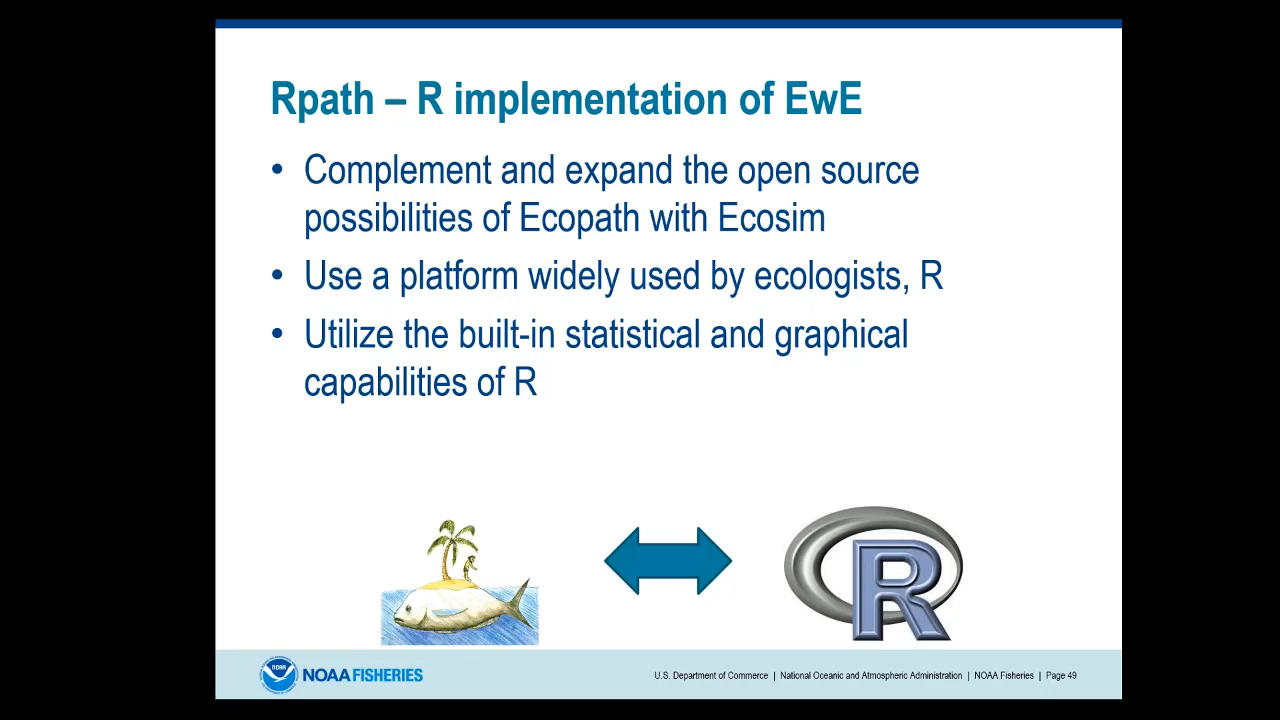 Rpath – R implementation of EwE
• Complement and expand the open source
possibilities of Ecopath with Ecosim
• Use a platform widely used by ecologists, R
• Utilize the built-in statistical and graphical
capabilities of R
R
NOAA
NOAA FISHERIES
U.S. Department of Commerce | National Oceanic and Atmospheric Administration | NOAA Fisheries | Page 49